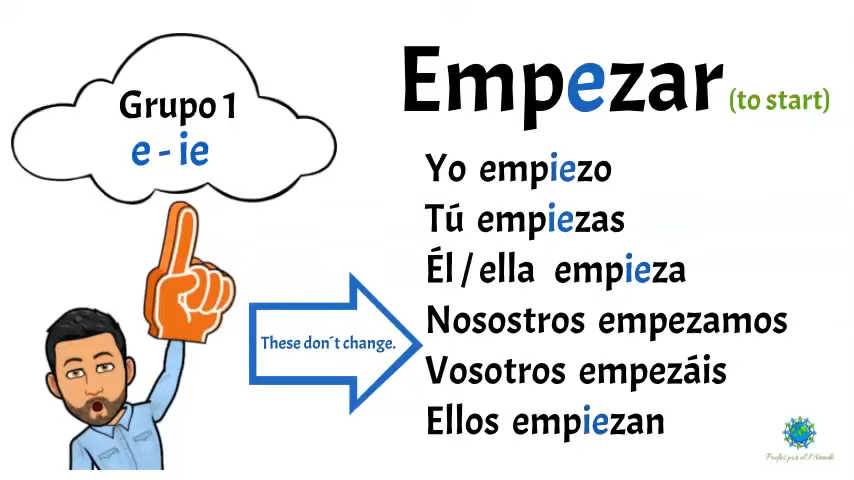 Grupo 1
e - ie
Empezar (to start)
Yo empiezo
Tú empiezas
Él / ella empieza
These don´t change.
Nosostros empezamos
Vosotros empezáis
Ellos empiezan